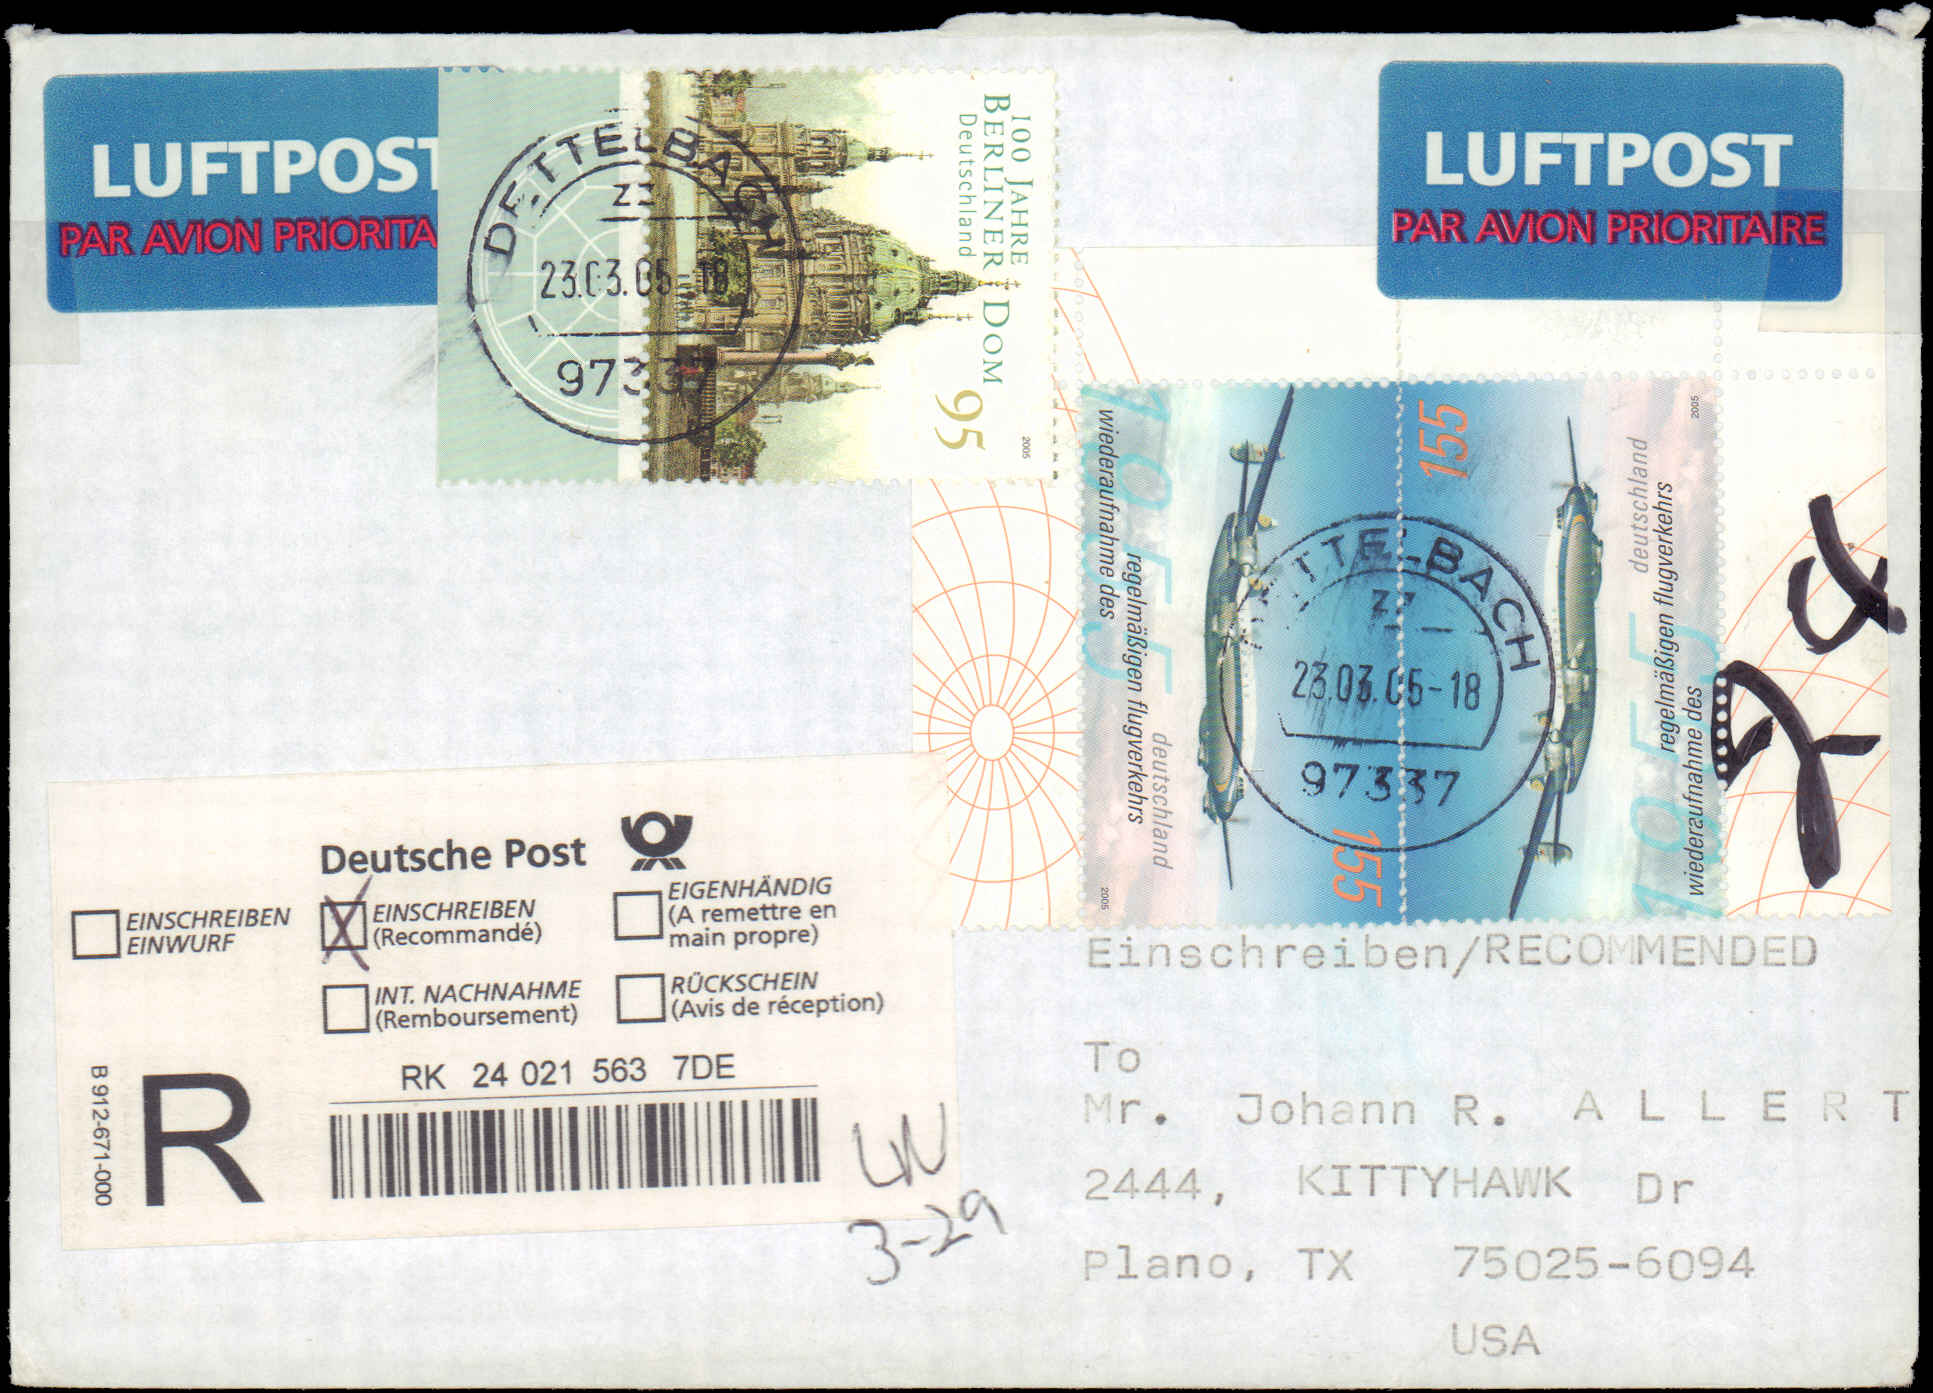 LUFTPOST
PAR AVION PRIORITA
100 JAHRE
BERLINER DOM
Deutschland
95
2005
DETTELBACH
23.03.05-18
97337
LUFTPOST
PAR AVION PRIORITAIRE
1955
wiederaufnahme des
regelmäßigen flugverkehrs
deutschland
155
2005
155
deutschland
regelmäßigen flugverkehrs
wiederaufnahme des
1955
2005
DETTELBACH
23.03.05-18
97337
Deutsche Post
EINSCHREIBEN
EINWURF
EINSCHREIBEN
(Recommandé)
EIGENHÄNDIG
(A remettre en
main propre)
INT. NACHNAHME
(Remboursement)
RÜCKSCHEIN
(Avis de réception)
B 912-671-000
R
RK 24 021 563 7DE
3-29
Einschreiben/RECOMMENDED
To
Mr. Johann R. A L L E R T
2444, KITTYHAWK Dr
Plano, TX 75025-6094
USA